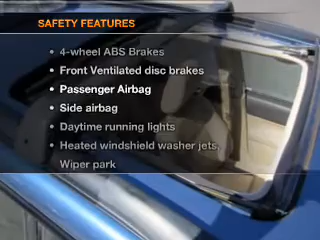 SAFETY FEATURES
• 4-wheel ABS Brakes
• Front Ventilated disc brakes
• Passenger Airbag
• Side airbag
• Daytime running lights
• Heated windshield washer jets,
Wiper park